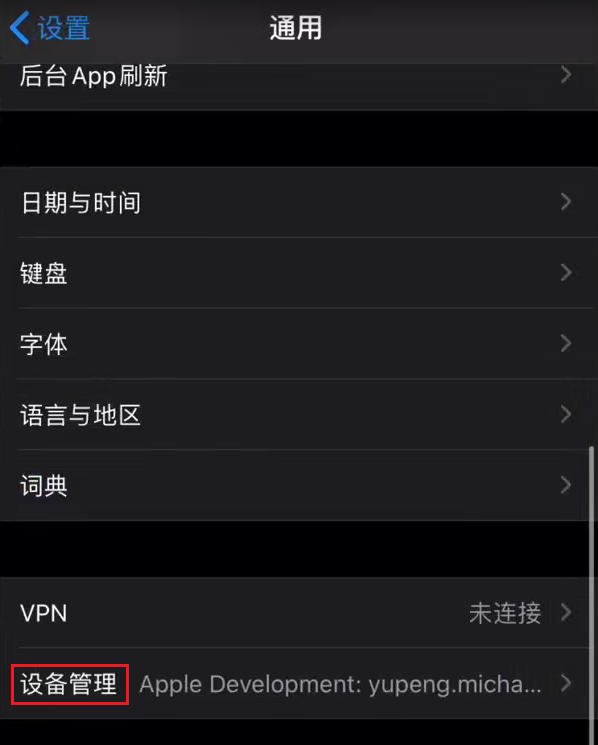 设置
通用
后台App刷新
日期与时间
键盘
字体
语言与地区
词典
VPN 未连接
设备管理 Apple Development: yupeng.micha...